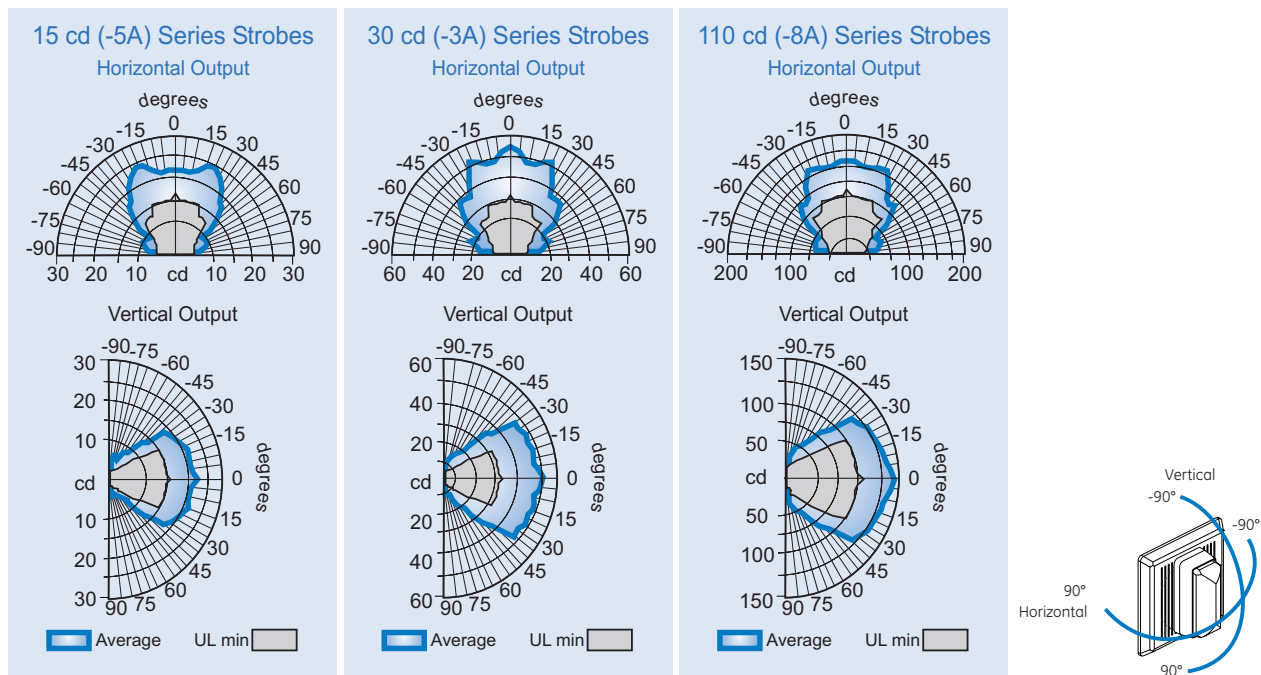 15 cd (-5A) Series Strobes
Horizontal Output
degrees
-90 -75 -60 -45 -30 -15 0 15 30 45 60 75 90
30 20 10 cd 10 20 30
Vertical Output
30 20 10 cd 10 20 30
-90 -75 -60 -45 -30 -15 0 15 30 45 60 75 90
degrees
Average UL min
30 cd (-3A) Series Strobes
Horizontal Output
degrees
-90 -75 -60 -45 -30 -15 0 15 30 45 60 75 90
60 40 20 cd 20 40 60
Vertical Output
60 40 20 cd 20 40 60
-90 -75 -60 -45 -30 -15 0 15 30 45 60 75 90
degrees
Average UL min
110 cd (-8A) Series Strobes
Horizontal Output
degrees
-90 -75 -60 -45 -30 -15 0 15 30 45 60 75 90
200 100 cd 100 200
Vertical Output
150 100 50 cd 50 100 150
-90 -75 -60 -45 -30 -15 0 15 30 45 60 75 90
degrees
Average UL min
Vertical
-90°
-90°
90°
Horizontal
90°